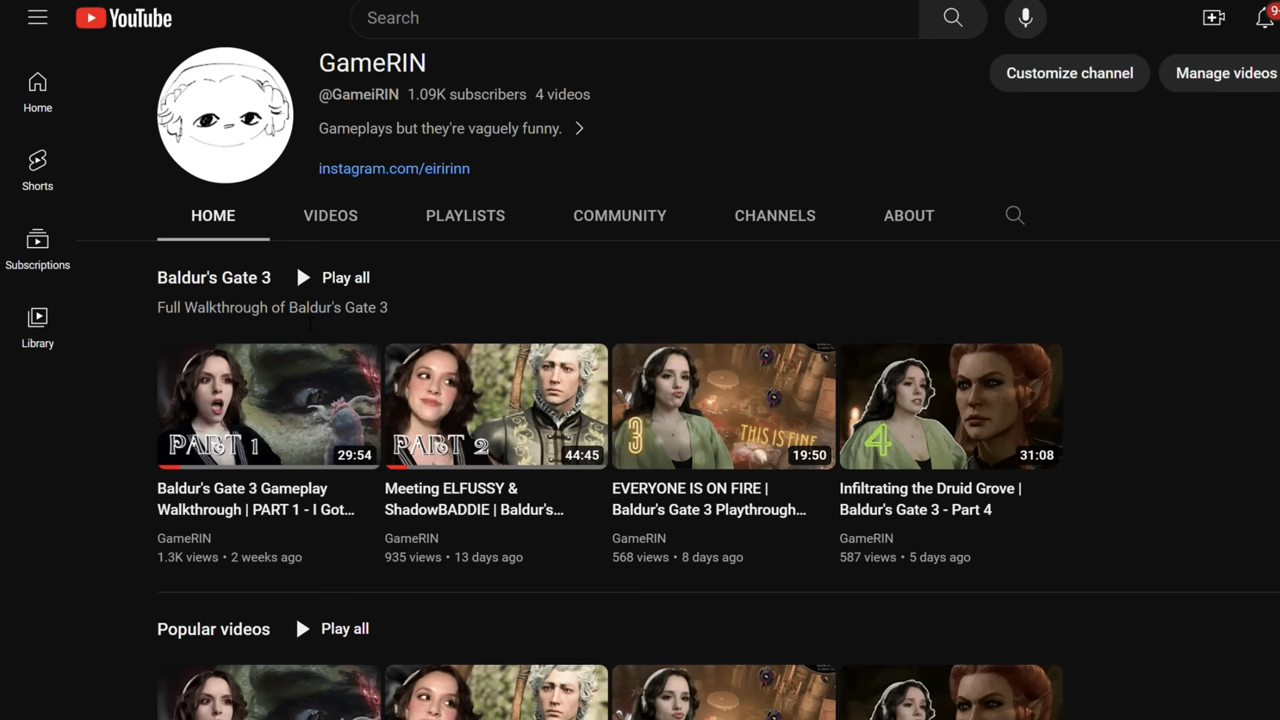 YouTube
Search
9+
Home
Shorts
Subscriptions
Library
GameRIN
@GameiRIN 1.09K subscribers 4 videos
Gameplays but they're vaguely funny.
instagram.com/eiririnn
Customize channel
Manage videos
HOME VIDEOS PLAYLISTS COMMUNITY CHANNELS ABOUT
Baldur's Gate 3 Play all
Full Walkthrough of Baldur's Gate 3
PART 1
29:54
PART 2
44:45
3
THIS IS FINE
19:50
4
31:08
Baldur's Gate 3 Gameplay
Walkthrough | PART 1 - I Got...
GameRIN
1.3K views • 2 weeks ago
Meeting ELFUSSY &
ShadowBADDIE | Baldur's...
GameRIN
935 views • 13 days ago
EVERYONE IS ON FIRE |
Baldur's Gate 3 Playthrough...
GameRIN
568 views • 8 days ago
Infiltrating the Druid Grove |
Baldur's Gate 3 - Part 4
GameRIN
587 views • 5 days ago
Popular videos Play all